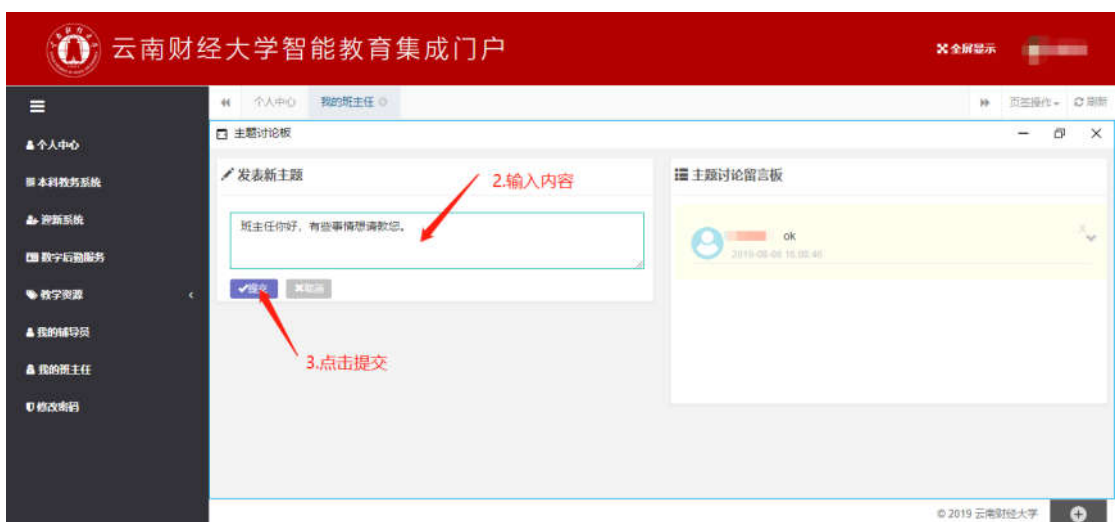 云南财经大学智能教育集成门户
全屏显示
个人中心 我的班主任
页签操作 刷新
主题讨论板
个人中心
本科教务系统
迎新系统
数字后勤服务
教学资源
我的辅导员
我的班主任
修改密码
发表新主题
2.输入内容
班主任你好，有些事情想请教您。
提交 取消
3.点击提交
主题讨论留言板
ok
© 2019 云南财经大学